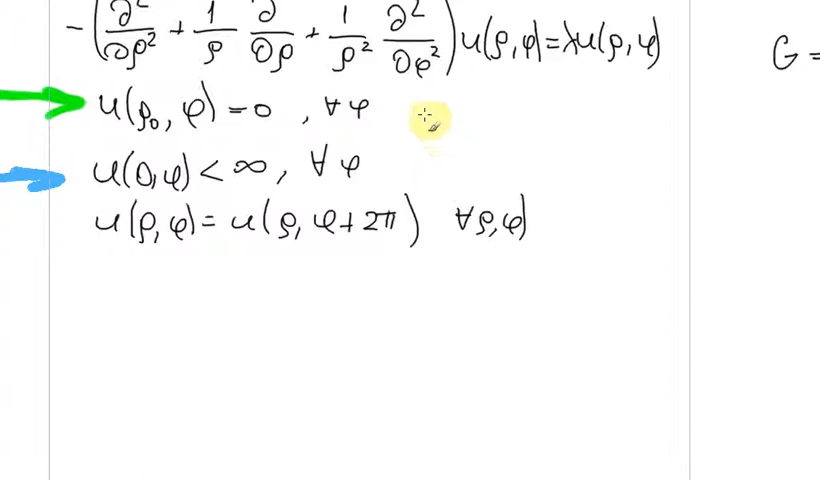 -(∂²/∂ρ² + 1/ρ ∂/∂ρ + 1/ρ² ∂²/∂φ²)u(ρ,φ)=λu(ρ,φ)
G =
u(ρ₀, φ) = 0 , ∀φ
u(0,φ) < ∞, ∀ φ
u(ρ,φ)= u(ρ, φ+2π) ∀ρ,φ)